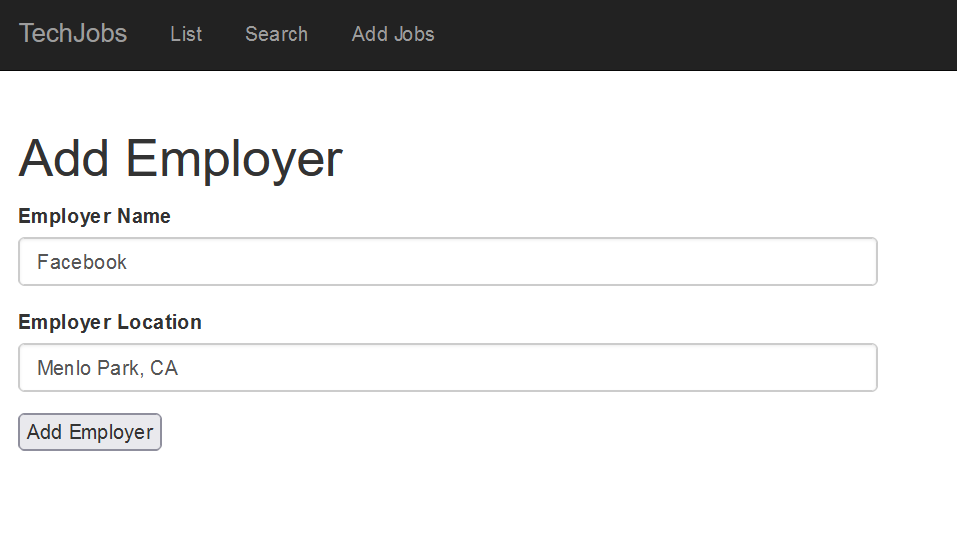 TechJobs List Search Add Jobs
Add Employer
Employer Name
Facebook
Employer Location
Menlo Park, CA
Add Employer